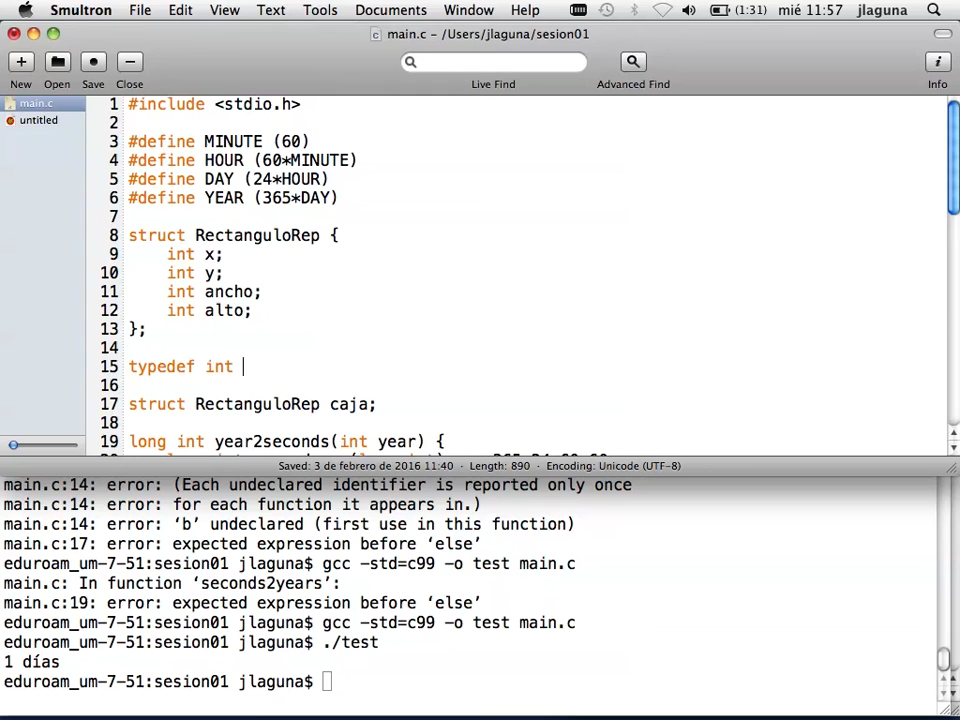 Smultron File Edit View Text Tools Documents Window Help (1:31) mié 11:57 jlaguna
main.c – /Users/jlaguna/sesion01
New Open Save Close Live Find Advanced Find Info
main.c
untitled
1 #include <stdio.h>
2
3 #define MINUTE (60)
4 #define HOUR (60*MINUTE)
5 #define DAY (24*HOUR)
6 #define YEAR (365*DAY)
7
8 struct RectanguloRep {
9 int x;
10 int y;
11 int ancho;
12 int alto;
13 };
14
15 typedef int
16
17 struct RectanguloRep caja;
18
19 long int year2seconds(int year) {
Saved: 3 de febrero de 2016 11:40 • Length: 890 • Encoding: Unicode (UTF-8)
main.c:14: error: (Each undeclared identifier is reported only once
main.c:14: error: for each function it appears in.)
main.c:14: error: ‘b’ undeclared (first use in this function)
main.c:17: error: expected expression before ‘else’
eduroam_um-7-51:sesion01 jlaguna$ gcc -std=c99 -o test main.c
main.c: In function ‘seconds2years’:
main.c:19: error: expected expression before ‘else’
eduroam_um-7-51:sesion01 jlaguna$ gcc -std=c99 -o test main.c
eduroam_um-7-51:sesion01 jlaguna$ ./test
1 días
eduroam_um-7-51:sesion01 jlaguna$